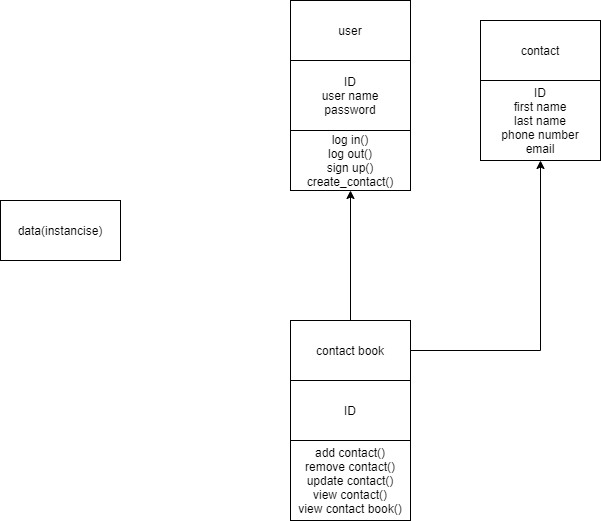 user
ID
user name
password
log in()
log out()
sign up()
create_contact()
contact
ID
first name
last name
phone number
email
data(instancise)
contact book
ID
add contact()
remove contact()
update contact()
view contact()
view contact book()